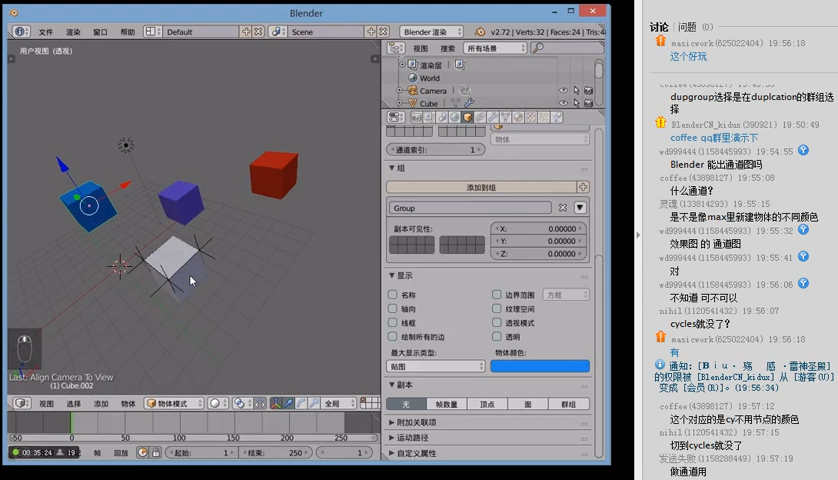 Blender
文件 渲染 窗口 帮助 Default Scene Blender 渲染 v2.72 | Verts:32 | Faces:24 | Tris:4
用户视图 (透视)
Last: Align Camera To View
(1) Cube.002
视图 选择 添加 物体 物体模式 全局
-50 0 50 100 150 200 250
00:35:24 19 帧 回放 起始: 1 结束: 250 1
视图 搜索 所有场景
渲染层
World
Camera
Cube
物体
通道索引: 1
组
添加到组
Group
副本可见性:
X: 0.00000
Y: 0.00000
Z: 0.00000
显示
名称 边界范围 方框
轴向 纹理空间
线框 透视模式
绘制所有的边 透明
最大显示类型: 物体颜色:
贴图
副本
无 帧数量 顶点 面 群组
附加关联项
运动路径
自定义属性
讨论 | 问题 (0)
masicwork(625022404) 19:56:18
这个好玩
dupgroup选择是在duplcation的群组选
择
BlenderCN_kidux(390921) 19:50:49
coffee qq群里演示下
wd999444(1158445993) 19:54:55
Blender 能出通道图吗
coffee(43898127) 19:55:08
什么通道?
灵魂(133814293) 19:55:15
是不是像max里新建物体的不同颜色
wd999444(1158445993) 19:55:32
效果图 的 通道图
wd999444(1158445993) 19:55:41
对
wd999444(1158445993) 19:56:06
不知道 可不可以
nihil(1120541432) 19:56:07
cycles就没了?
masicwork(625022404) 19:56:18
有
通知: [B i u · 殇 感 ·雷神圣殿]
的权限被 [BlenderCN_kidux] 从 [游客(U)]
变成 [会员(R)]。(19:56:34)
coffee(43898127) 19:57:12
这个对应的是cy不用节点的颜色
nihil(1120541432) 19:57:15
切到cycles就没了
发送失败(1158288449) 19:57:19
做通道用